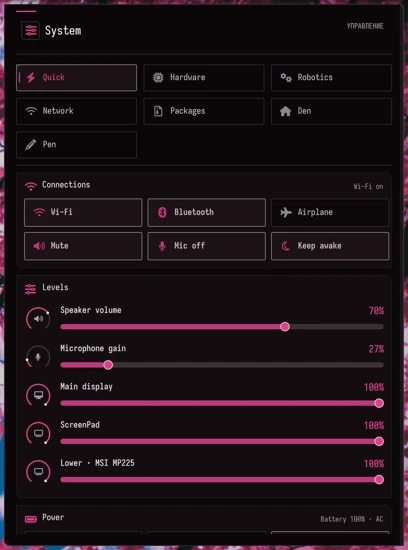 System
УПРАВЛЕНИЕ
Quick
Hardware
Robotics
Network
Packages
Den
Pen
Connections
Wi-Fi on
Wi-Fi
Bluetooth
Airplane
Mute
Mic off
Keep awake
Levels
Speaker volume
70%
Microphone gain
27%
Main display
100%
ScreenPad
100%
Lower · MSI MP225
100%
Power
Battery 100% · AC